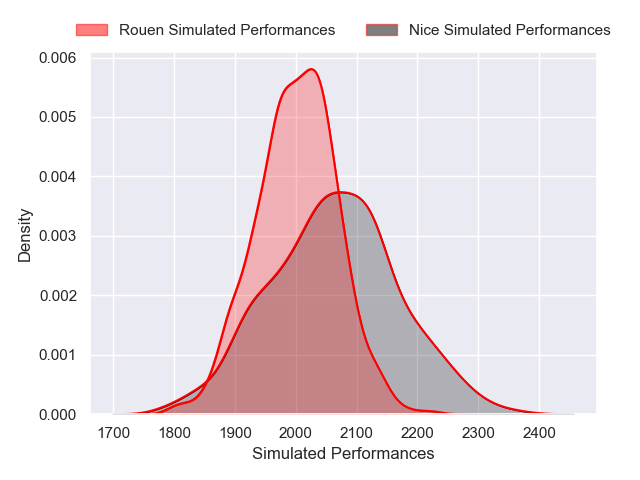 Rouen Simulated Performances Nice Simulated Performances
0.006
0.005
0.004
0.003
0.002
0.001
0.000
Density
1700 1800 1900 2000 2100 2200 2300 2400
Simulated Performances